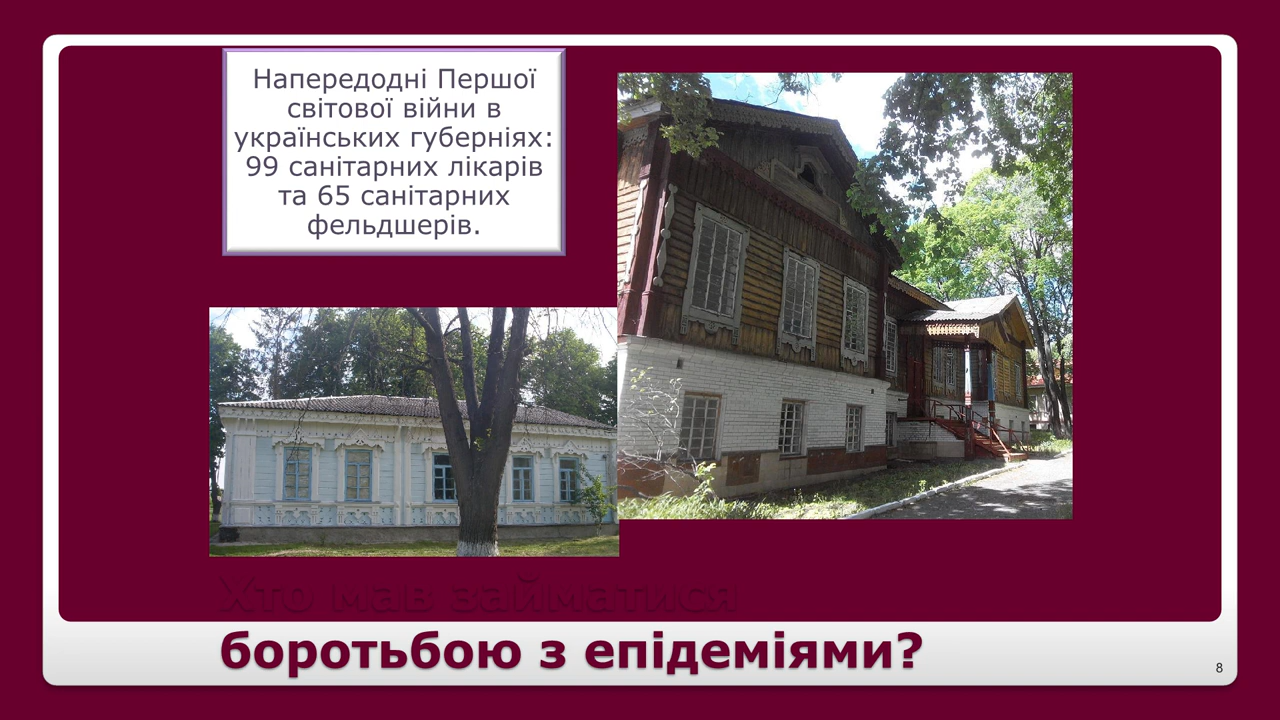 Напередодні Першої
світової війни в
українських губерніях:
99 санітарних лікарів
та 65 санітарних
фельдшерів.
Хто мав займатися
боротьбою з епідеміями?
8